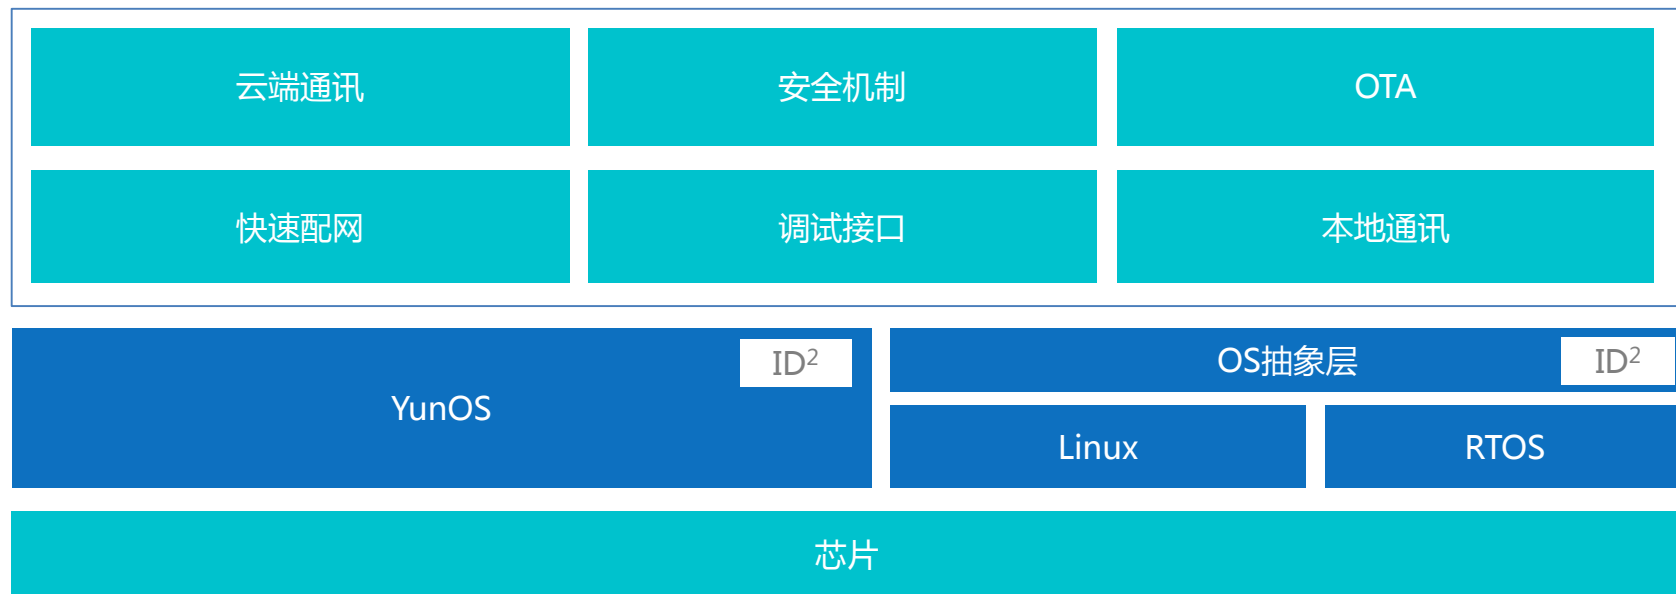 云端通讯
安全机制
OTA
快速配网
调试接口
本地通讯
YunOS
ID²
OS抽象层
ID²
Linux
RTOS
芯片